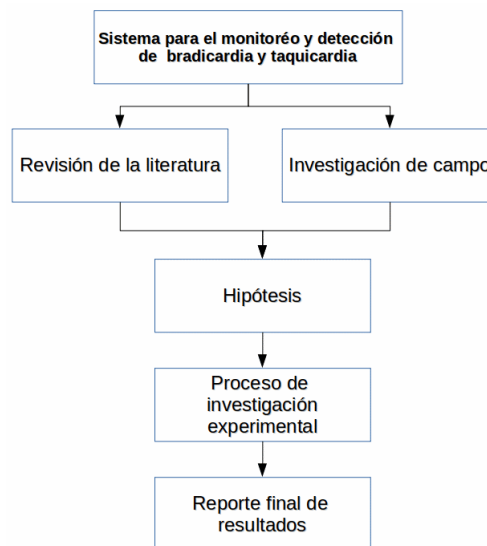 Sistema para el monitoréo y detección
de bradicardia y taquicardia
Revisión de la literatura
Investigación de campo
Hipótesis
Proceso de
investigación
experimental
Reporte final de
resultados